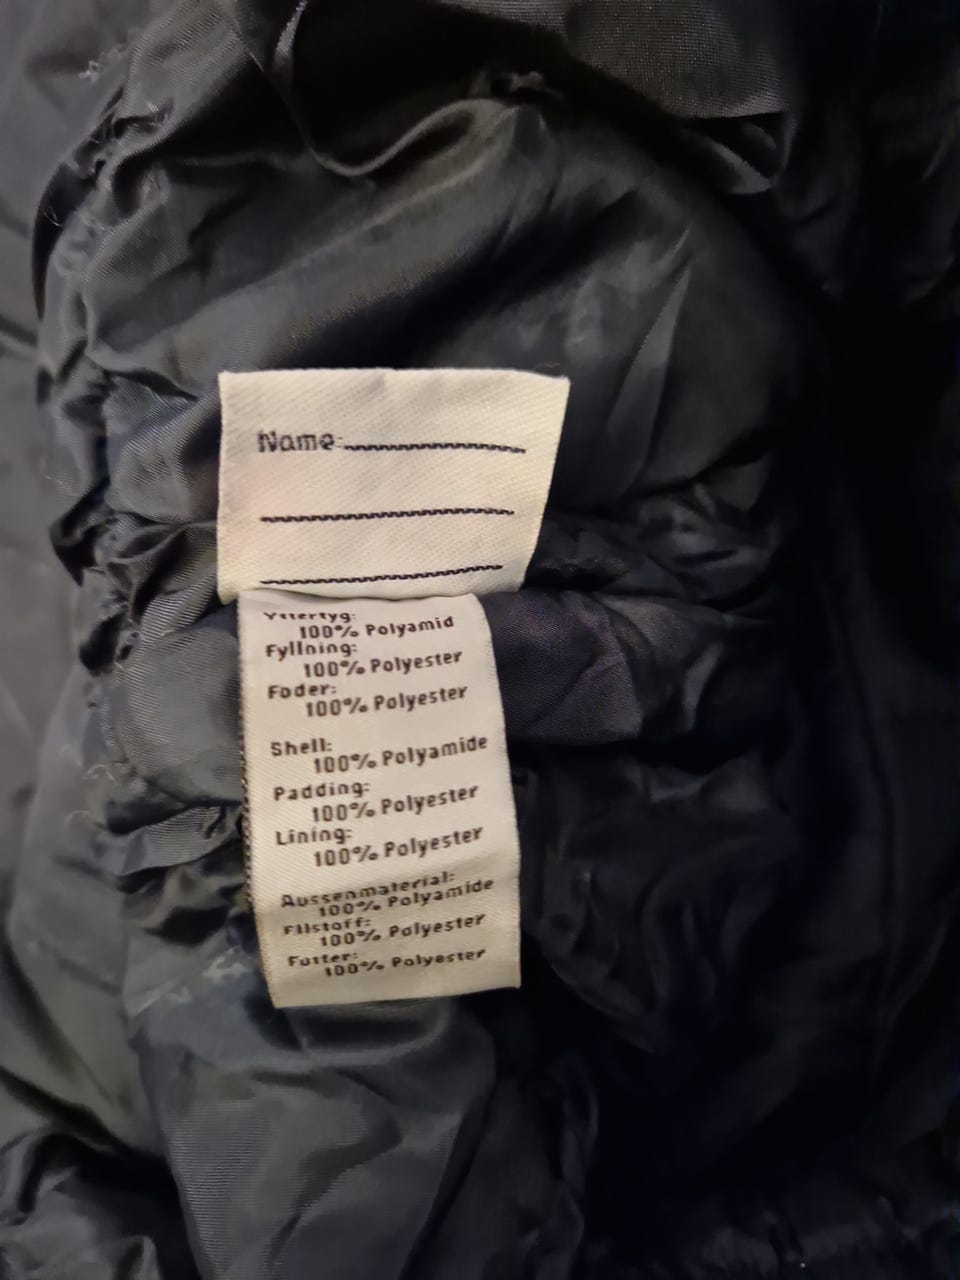 Name:
Yttertyg:
100% Polyamid
Fyllning:
100% Polyester
Foder:
100% Polyester
Shell:
100% Polyamide
Padding:
100% Polyester
Lining:
100% Polyester
Aussenmaterial:
100% Polyamide
Fllstoff:
100% Polyester
Futter:
100% Polyester